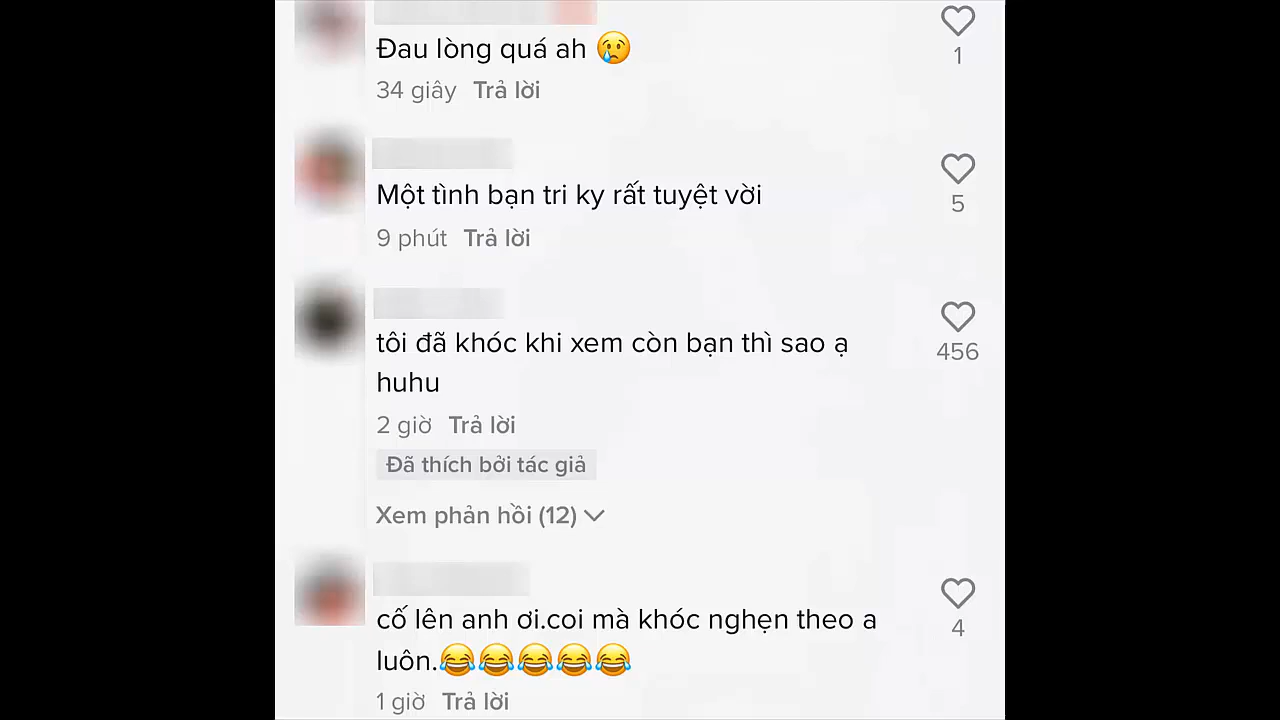 Đau lòng quá ah 😢
1
34 giây Trả lời
Một tình bạn tri ky rất tuyệt vời
5
9 phút Trả lời
tôi đã khóc khi xem còn bạn thì sao ạ
huhu
456
2 giờ Trả lời
Đã thích bởi tác giả
Xem phản hồi (12)
cố lên anh ơi.coi mà khóc nghẹn theo a
luôn.😂😂😂😂😂
4
1 giờ Trả lời